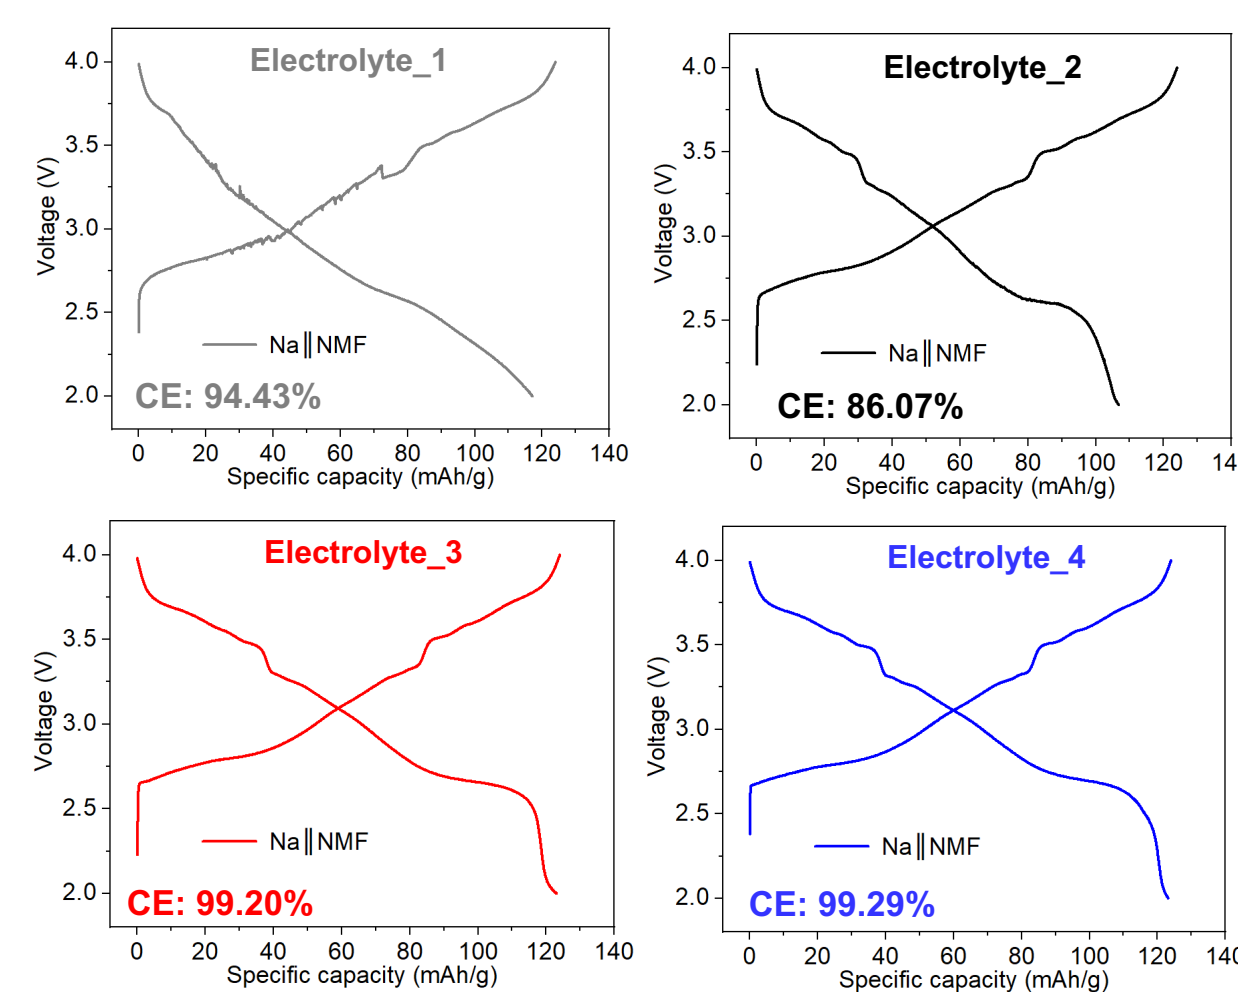 Electrolyte_1
4.0
3.5
3.0
2.5
2.0
Voltage (V)
Na‖NMF
CE: 94.43%
0 20 40 60 80 100 120 140
Specific capacity (mAh/g)
Electrolyte_2
4.0
3.5
3.0
2.5
2.0
Voltage (V)
Na‖NMF
CE: 86.07%
0 20 40 60 80 100 120 14
Specific capacity (mAh/g)
Electrolyte_3
4.0
3.5
3.0
2.5
2.0
Voltage (V)
Na‖NMF
CE: 99.20%
0 20 40 60 80 100 120 140
Specific capacity (mAh/g)
Electrolyte_4
4.0
3.5
3.0
2.5
2.0
Voltage (V)
Na‖NMF
CE: 99.29%
0 20 40 60 80 100 120 140
Specific capacity (mAh/g)